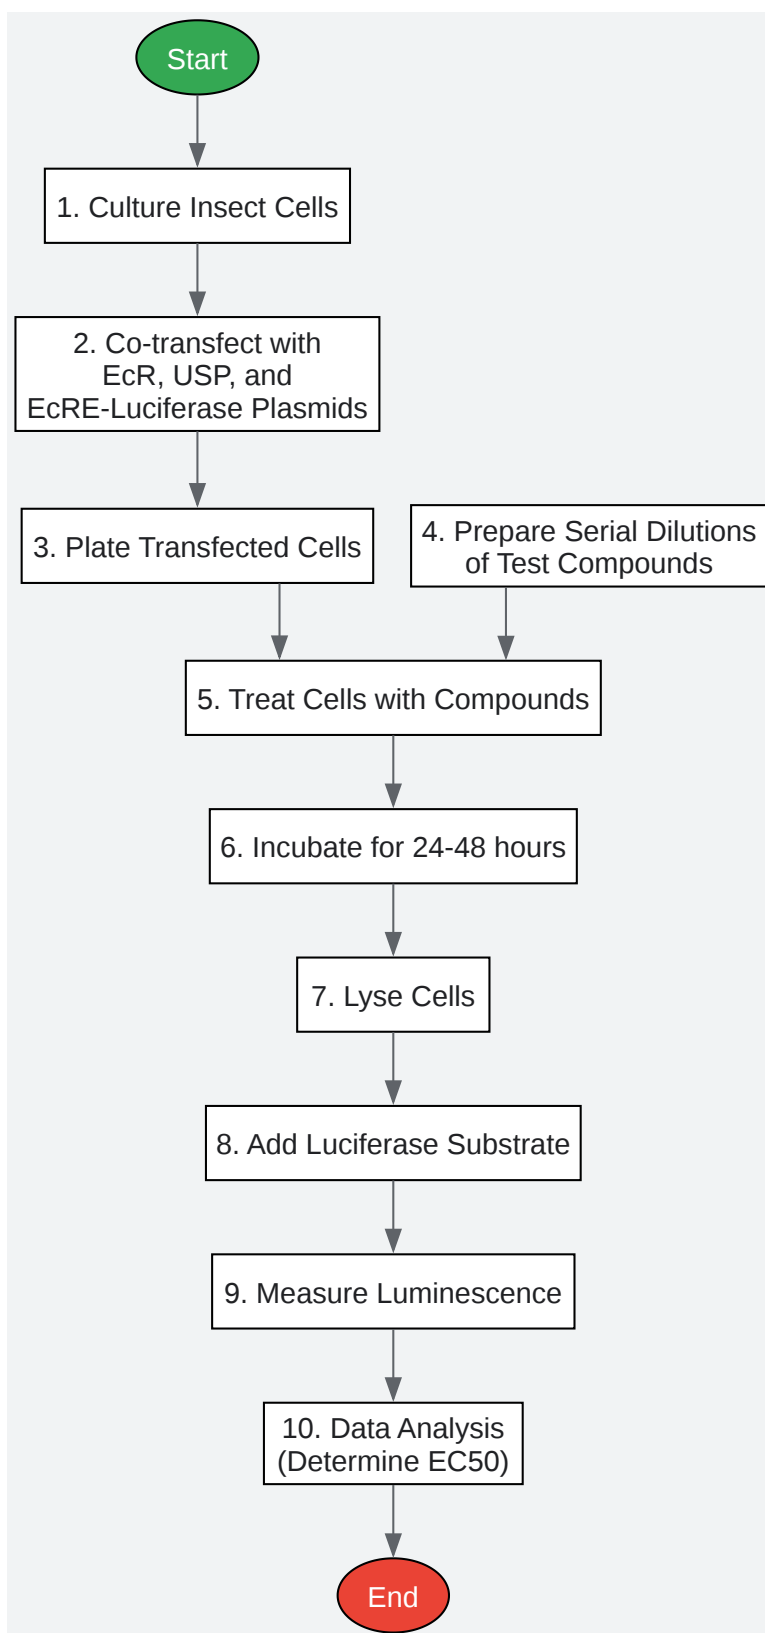 Start
1. Culture Insect Cells
2. Co-transfect with
EcR, USP, and
EcRE-Luciferase Plasmids
3. Plate Transfected Cells
4. Prepare Serial Dilutions
of Test Compounds
5. Treat Cells with Compounds
6. Incubate for 24-48 hours
7. Lyse Cells
8. Add Luciferase Substrate
9. Measure Luminescence
10. Data Analysis
(Determine EC50)
End